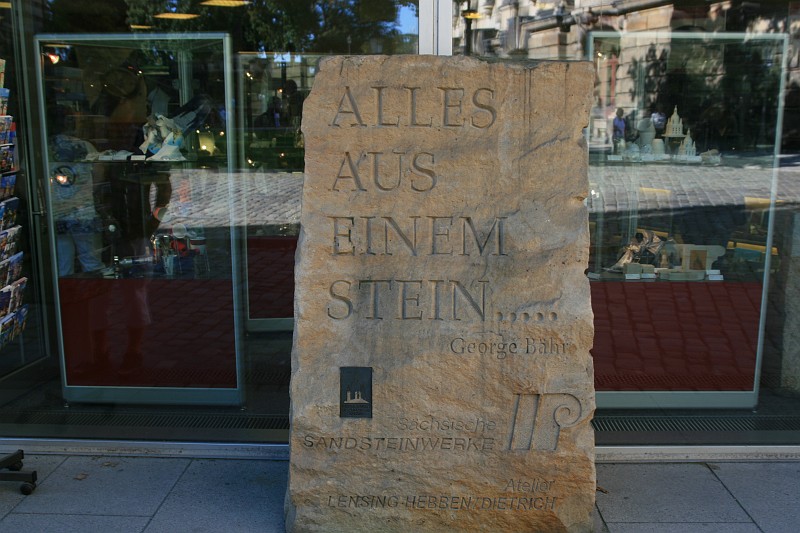 ALLES
AUS
EINEM
STEIN.....
George Bähr
Sächsische
SANDSTEINWERKE
Atelier
LENSING-HEBBEN/DIETRICH